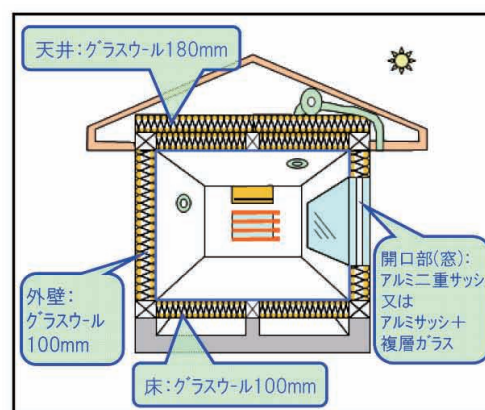 天井：グラスウール180mm
外壁：
グラスウール
100mm
床：グラスウール100mm
開口部(窓)：
アルミ二重サッシ
又は
アルミサッシ＋
複層ガラス